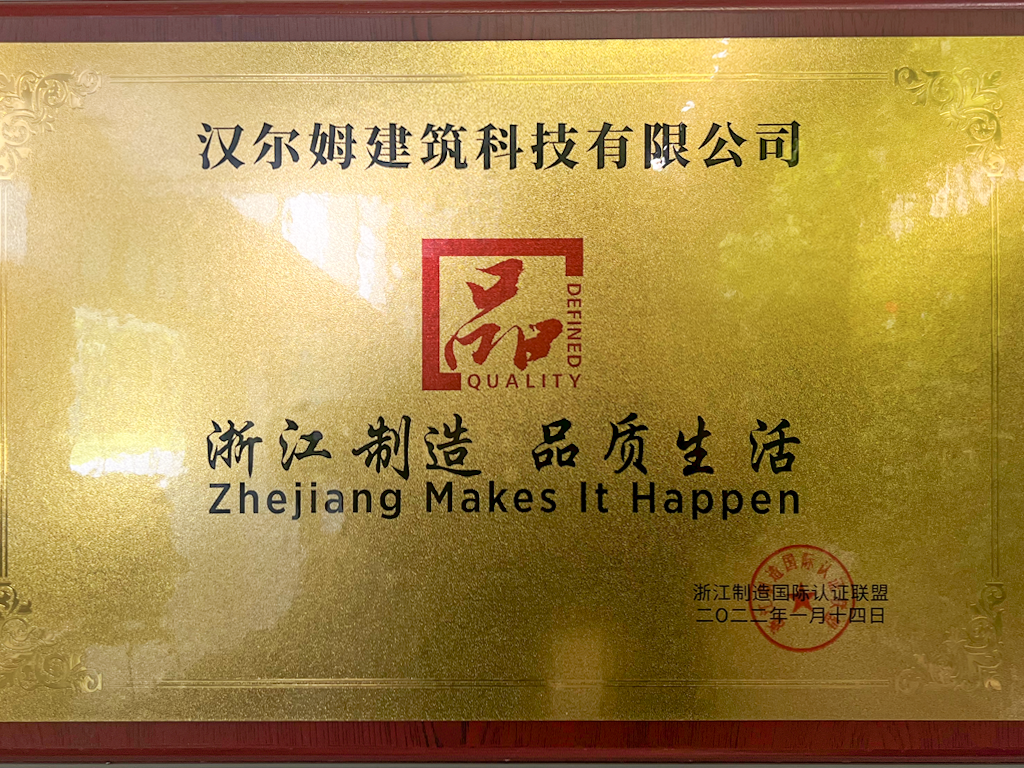 汉尔姆建筑科技有限公司
品
DEFINED
QUALITY
浙江制造 品质生活
Zhejiang Makes It Happen
浙江制造国际认证联盟
二〇二二年一月十四日